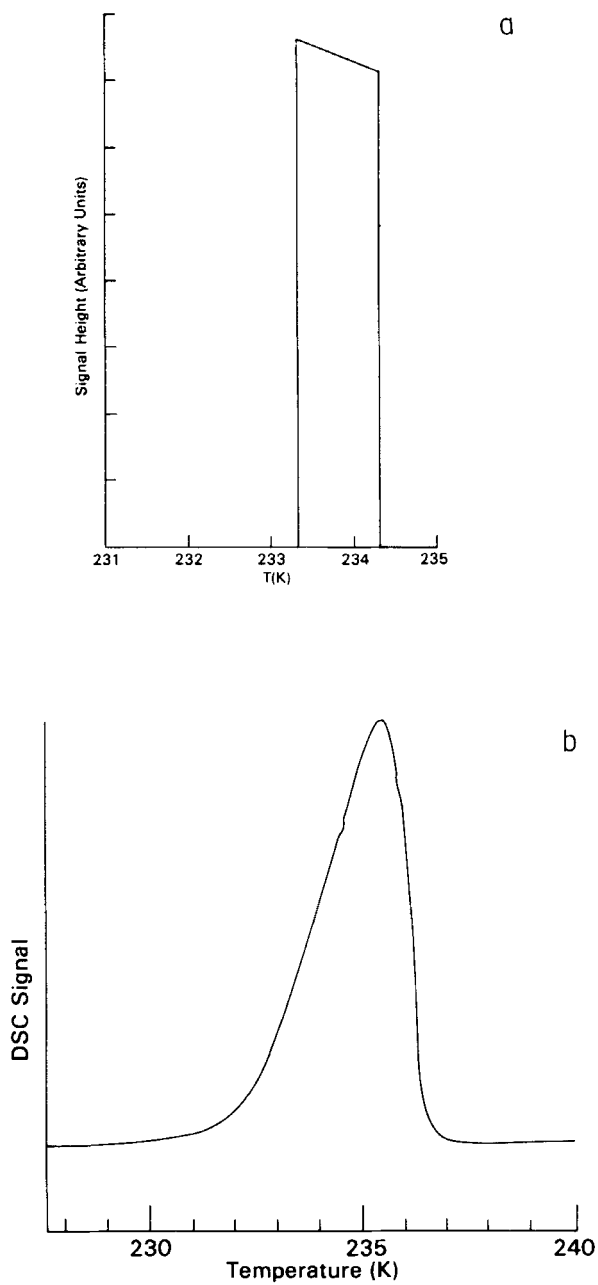 a
Signal Height (Arbitrary Units)
231 232 233 234 235
T(K)
b
DSC Signal
230 235 240
Temperature (K)